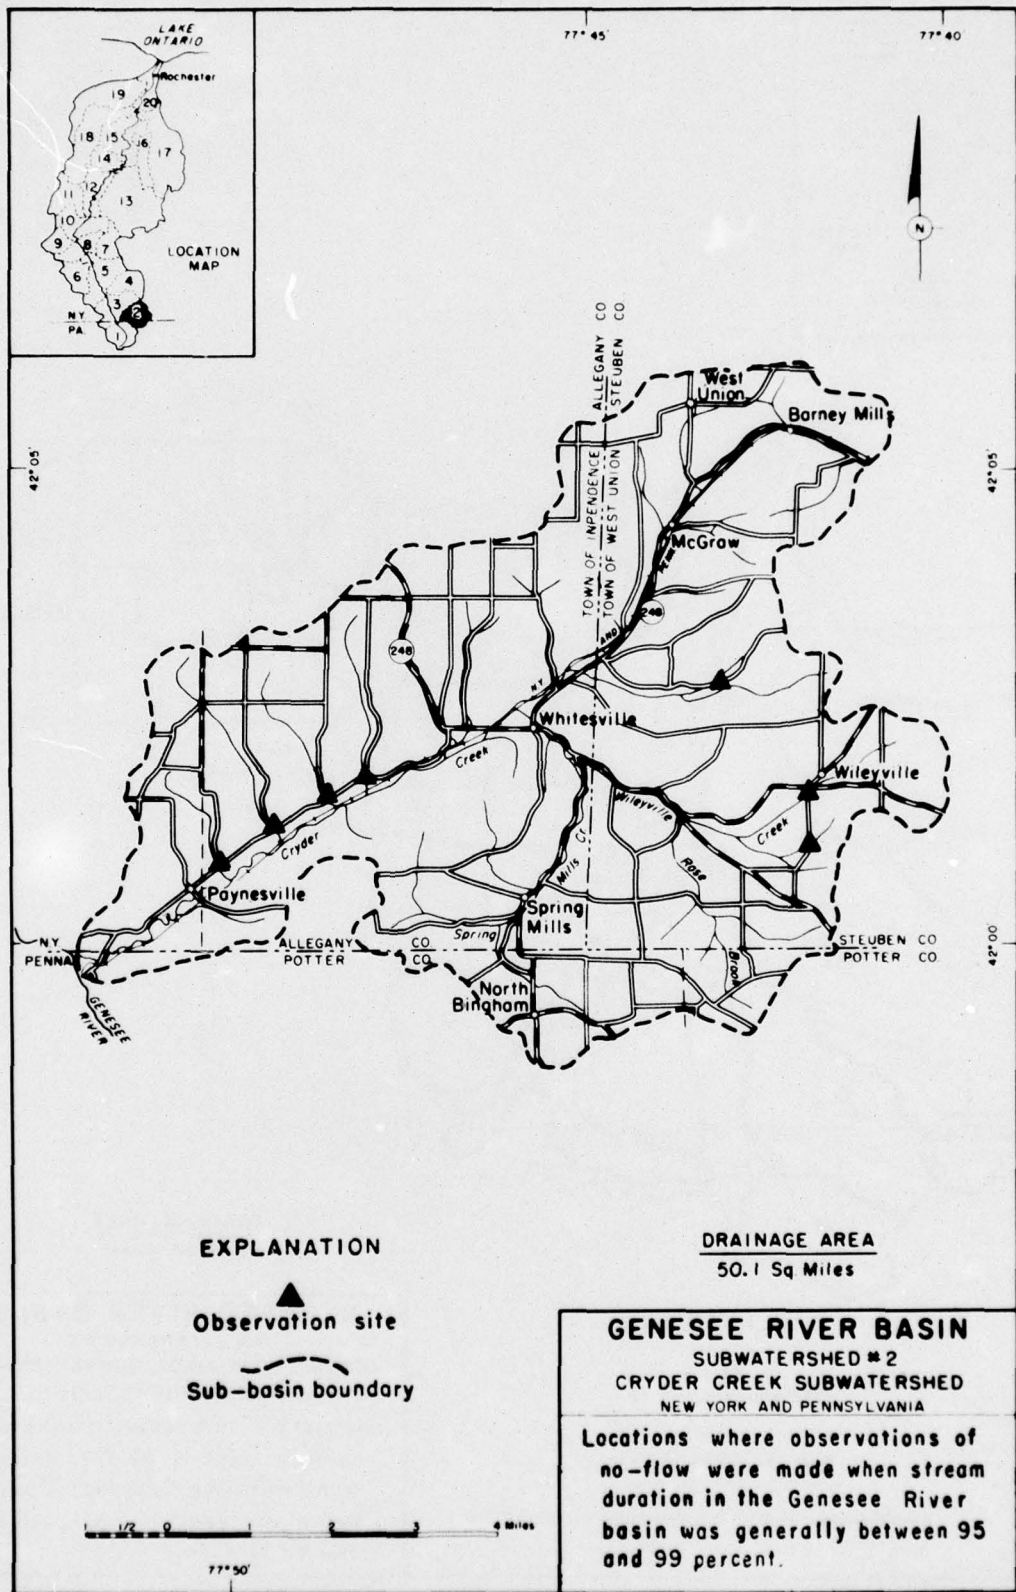 LAKE
ONTARIO
Rochester
19
20
18
15
16
17
14
12
11
13
10
9
8
7
6
5
4
3
2
1
N.Y.
PA.
LOCATION
MAP
77° 45'
77° 40'
N
42° 05'
42° 05'
ALLEGANY CO
STEUBEN CO.
TOWN OF INPENDENCE
TOWN OF WEST UNION
West
Union
Barney Mills
McGraw
248
248
N.Y.
AND
Whitesville
Creek
Wileyville
Wileyville
Creek
Cryder
Mills Cr
Rose
Paynesville
Spring
Mills
Spring
N.Y.
PENNA
ALLEGANY CO
POTTER CO.
STEUBEN CO
POTTER CO.
42° 00'
Brook
North
Bingham
GENESEE
RIVER
EXPLANATION
Observation site
Sub-basin boundary
DRAINAGE AREA
50.1 Sq Miles
GENESEE RIVER BASIN
SUBWATERSHED #2
CRYDER CREEK SUBWATERSHED
NEW YORK AND PENNSYLVANIA
Locations where observations of
no-flow were made when stream
duration in the Genesee River
basin was generally between 95
and 99 percent.
1 1/2 0 1 2 3 4 Miles
77° 50'